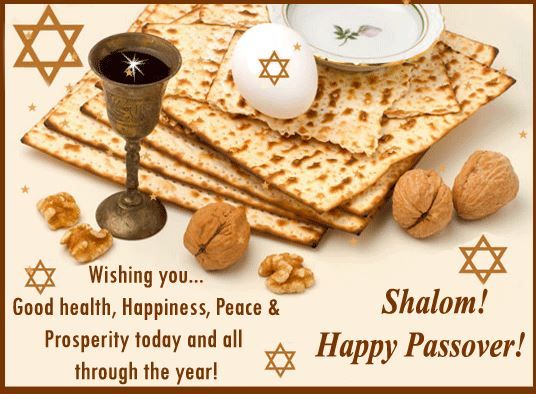 Wishing you...
Good health, Happiness, Peace &
Prosperity today and all
through the year!
Shalom!
Happy Passover!